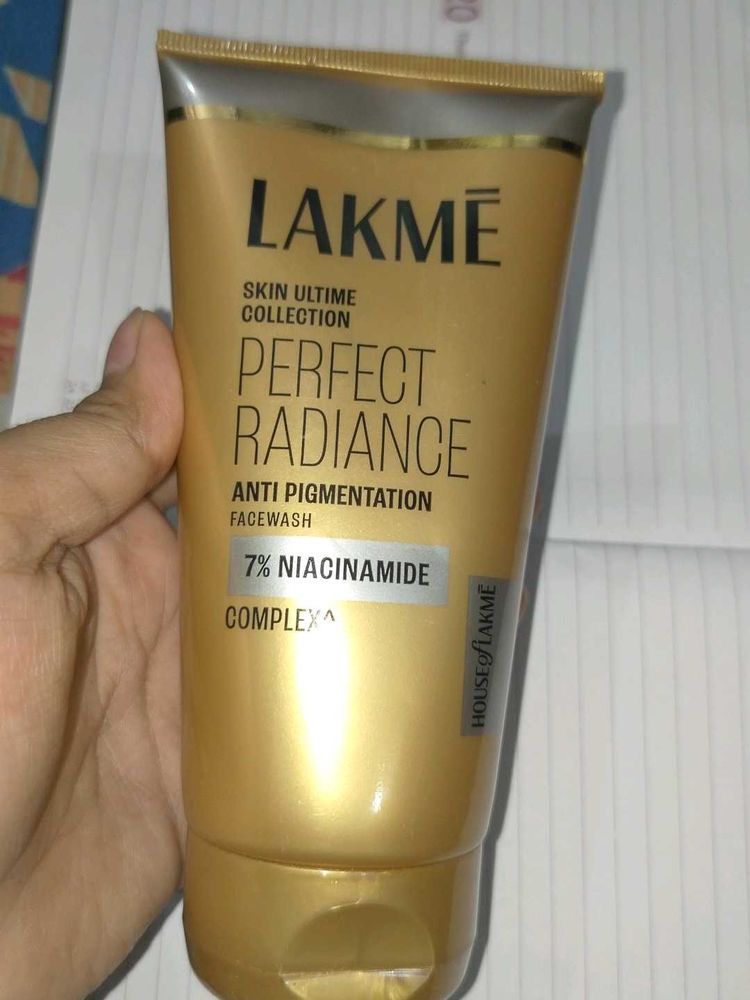 LAKMĒ
SKIN ULTIME
COLLECTION
PERFECT
RADIANCE
ANTI PIGMENTATION
FACEWASH
7% NIACINAMIDE
COMPLEX^
HOUSE of LAKMĒ